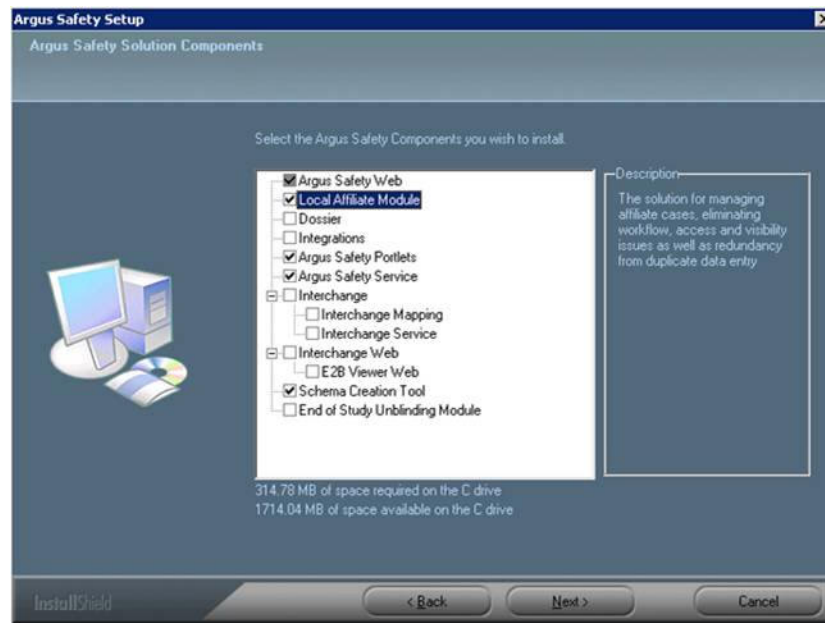 Argus Safety Setup
Argus Safety Solution Components
Select the Argus Safety Components you wish to install.
Argus Safety Web
Local Affiliate Module
Dossier
Integrations
Argus Safety Portlets
Argus Safety Service
Interchange
Interchange Mapping
Interchange Service
Interchange Web
E2B Viewer Web
Schema Creation Tool
End of Study Unblinding Module
Description
The solution for managing
affiliate cases, eliminating
workflow, access and visibility
issues as well as redundancy
from duplicate data entry
314.78 MB of space required on the C drive
1714.04 MB of space available on the C drive
InstallShield
< Back
Next >
Cancel